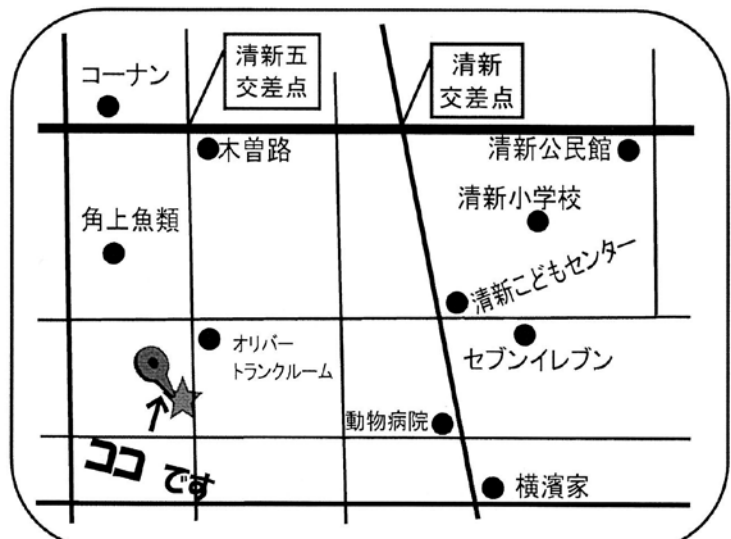 コーナン
清新五
交差点
清新
交差点
木曽路
清新公民館
清新小学校
角上魚類
清新こどもセンター
オリバー
トランクルーム
セブンイレブン
動物病院
ココです
横濱家